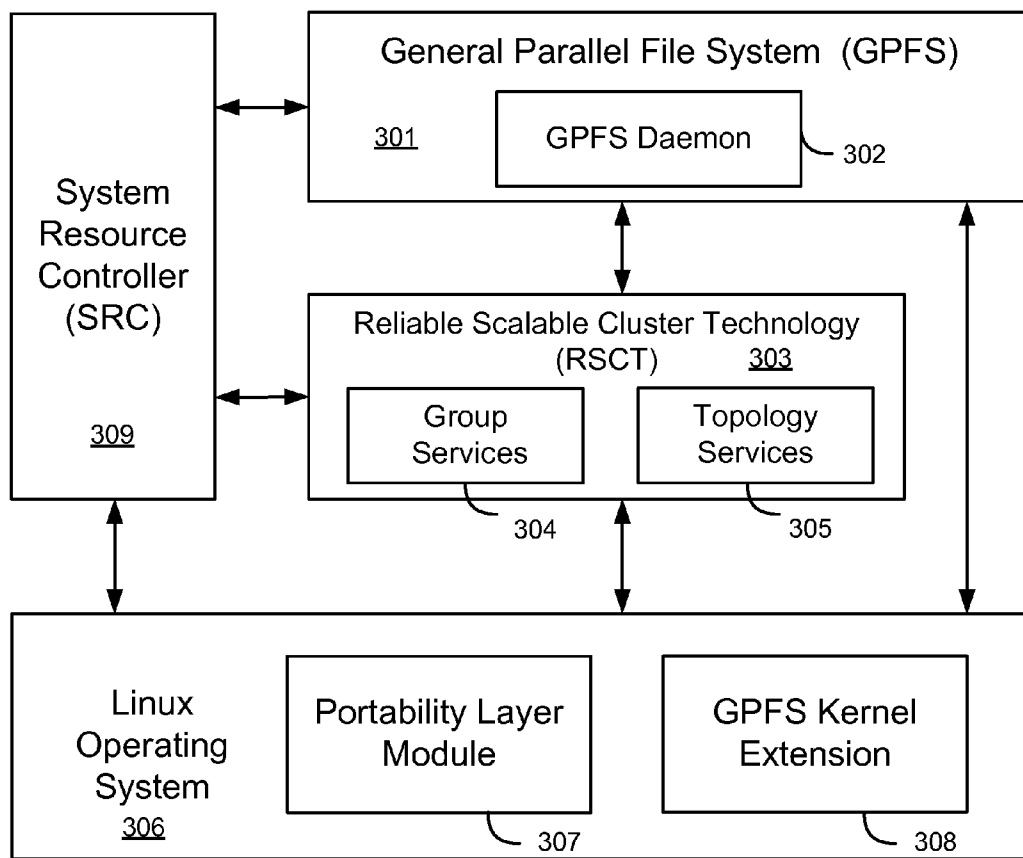 General Parallel File System (GPFS)
301
GPFS Daemon
302
System
Resource
Controller
(SRC)
309
Reliable Scalable Cluster Technology
(RSCT)
303
Group
Services
304
Topology
Services
305
Linux
Operating
System
306
Portability Layer
Module
307
GPFS Kernel
Extension
308